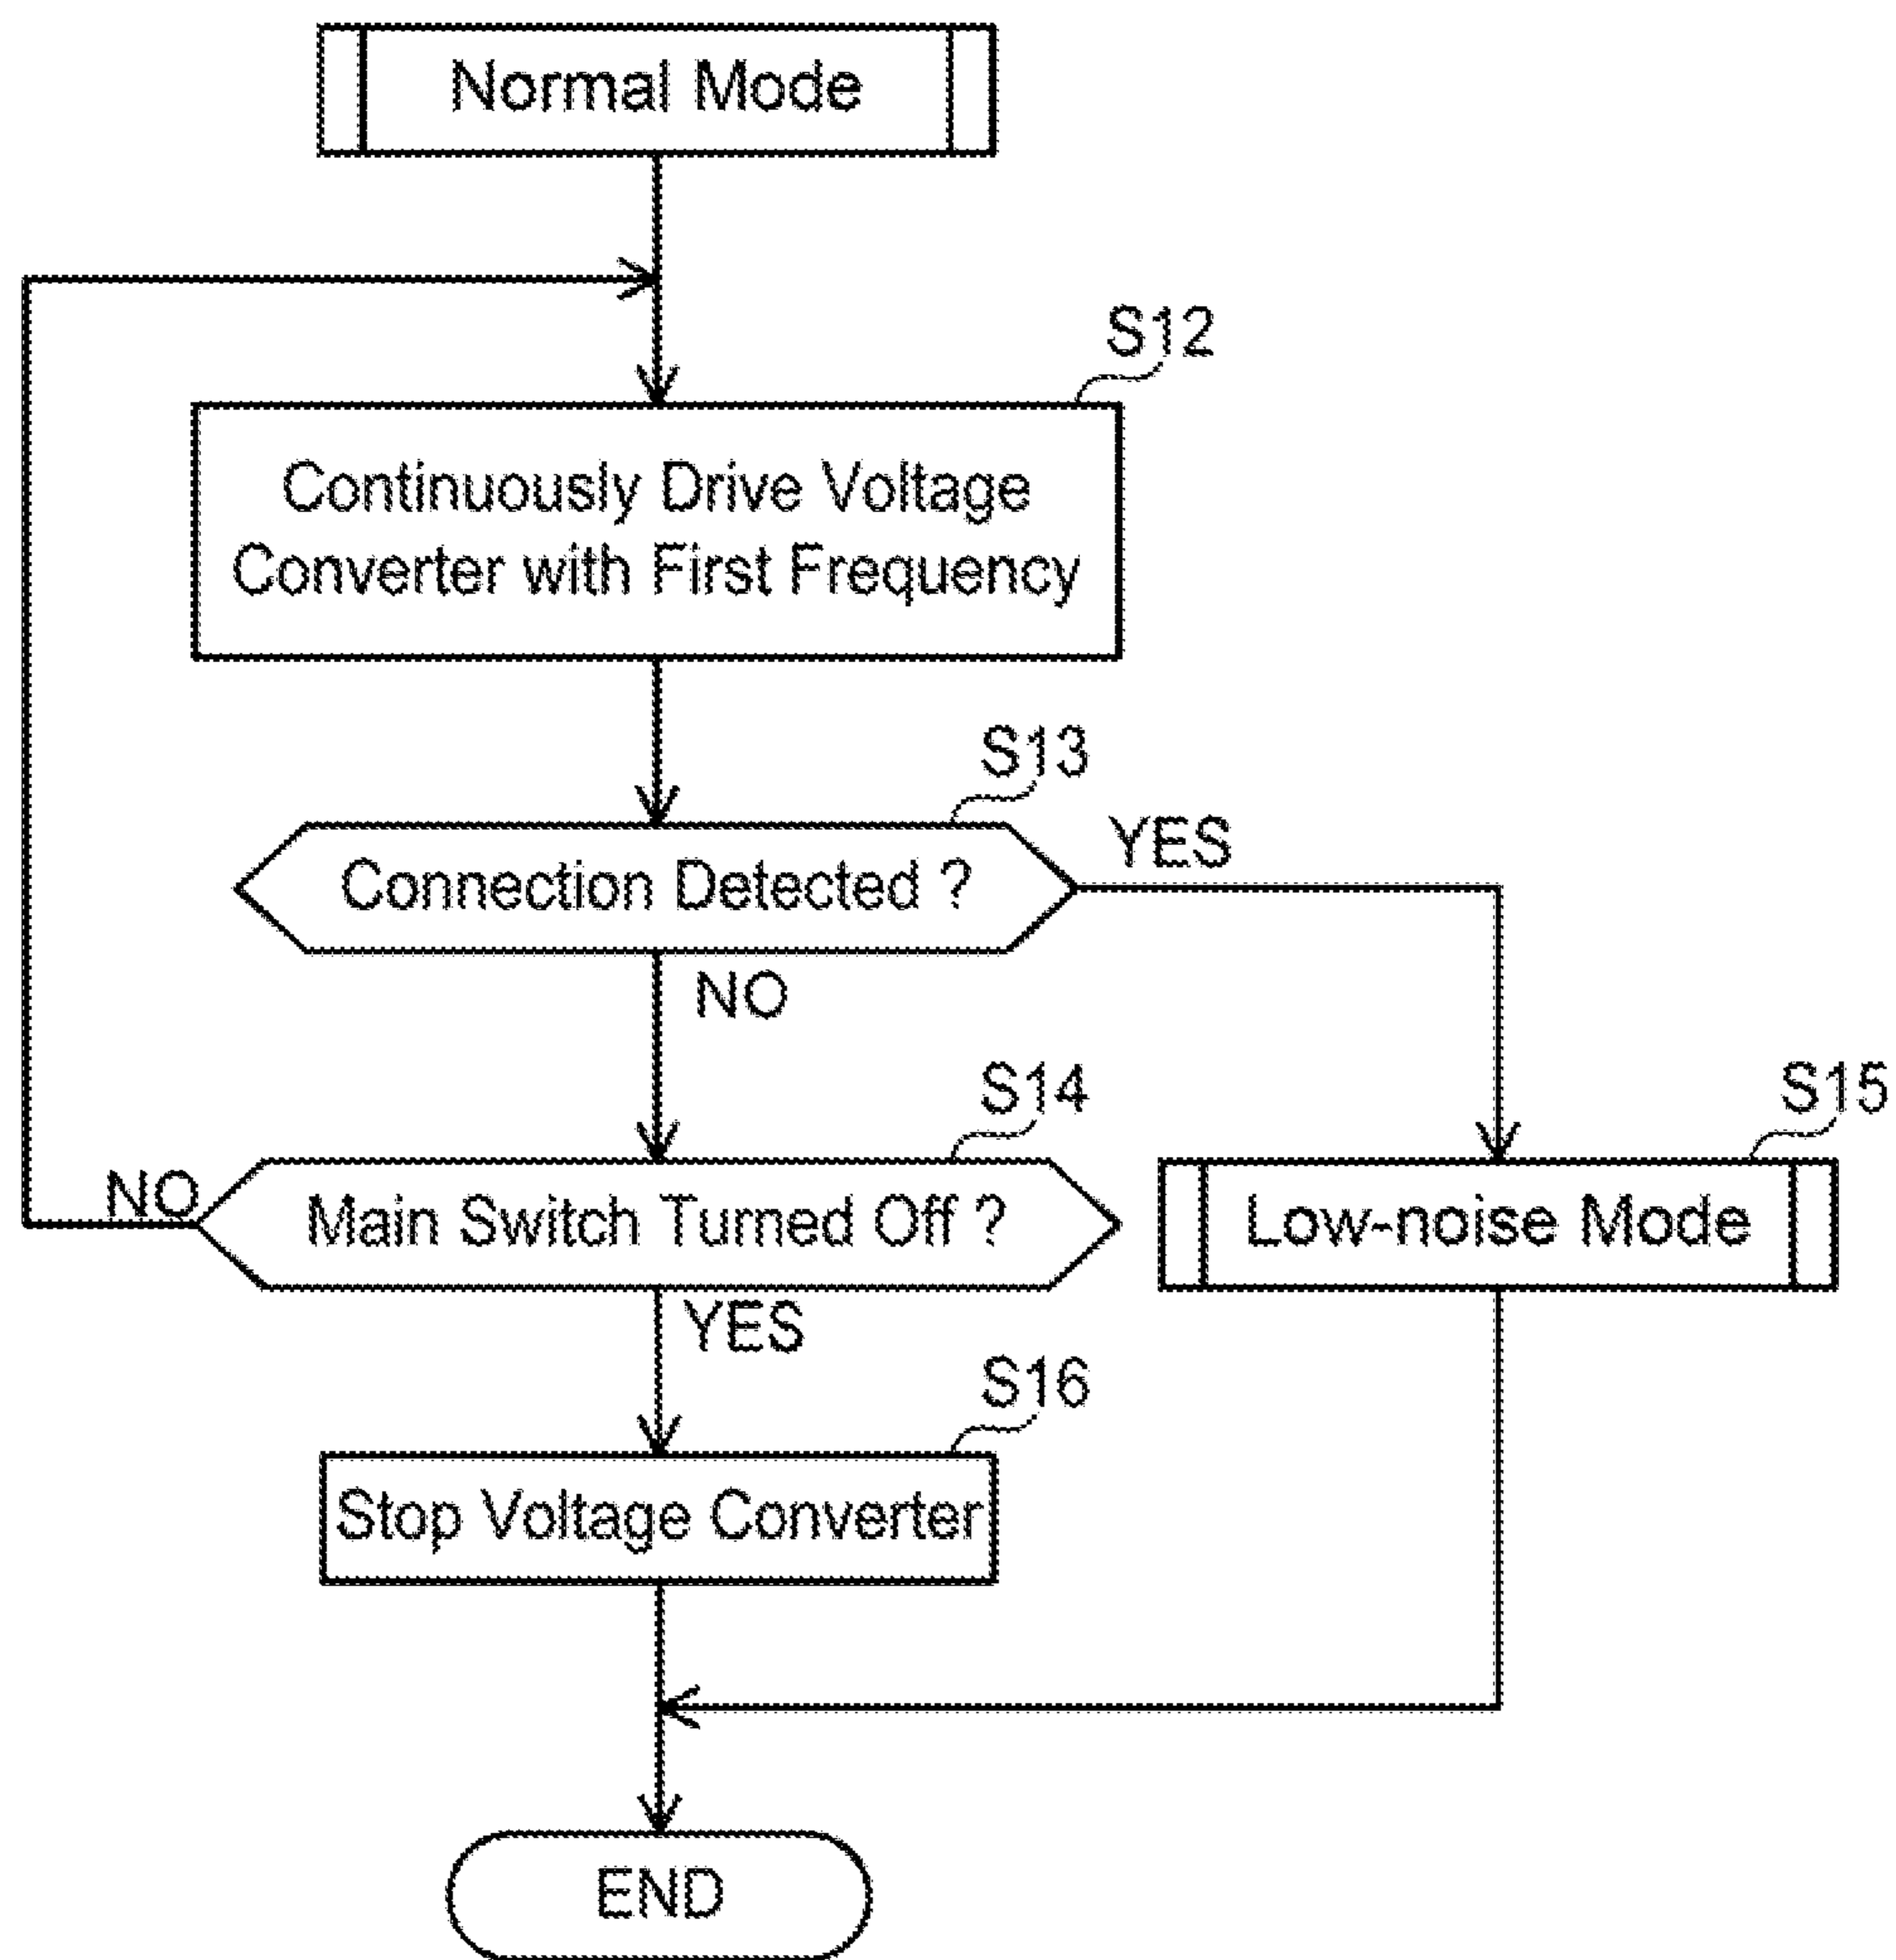 Normal Mode
S12
Continuously Drive Voltage
Converter with First Frequency
S13
Connection Detected ?
YES
NO
S14
Main Switch Turned Off ?
NO
YES
S15
Low-noise Mode
S16
Stop Voltage Converter
END